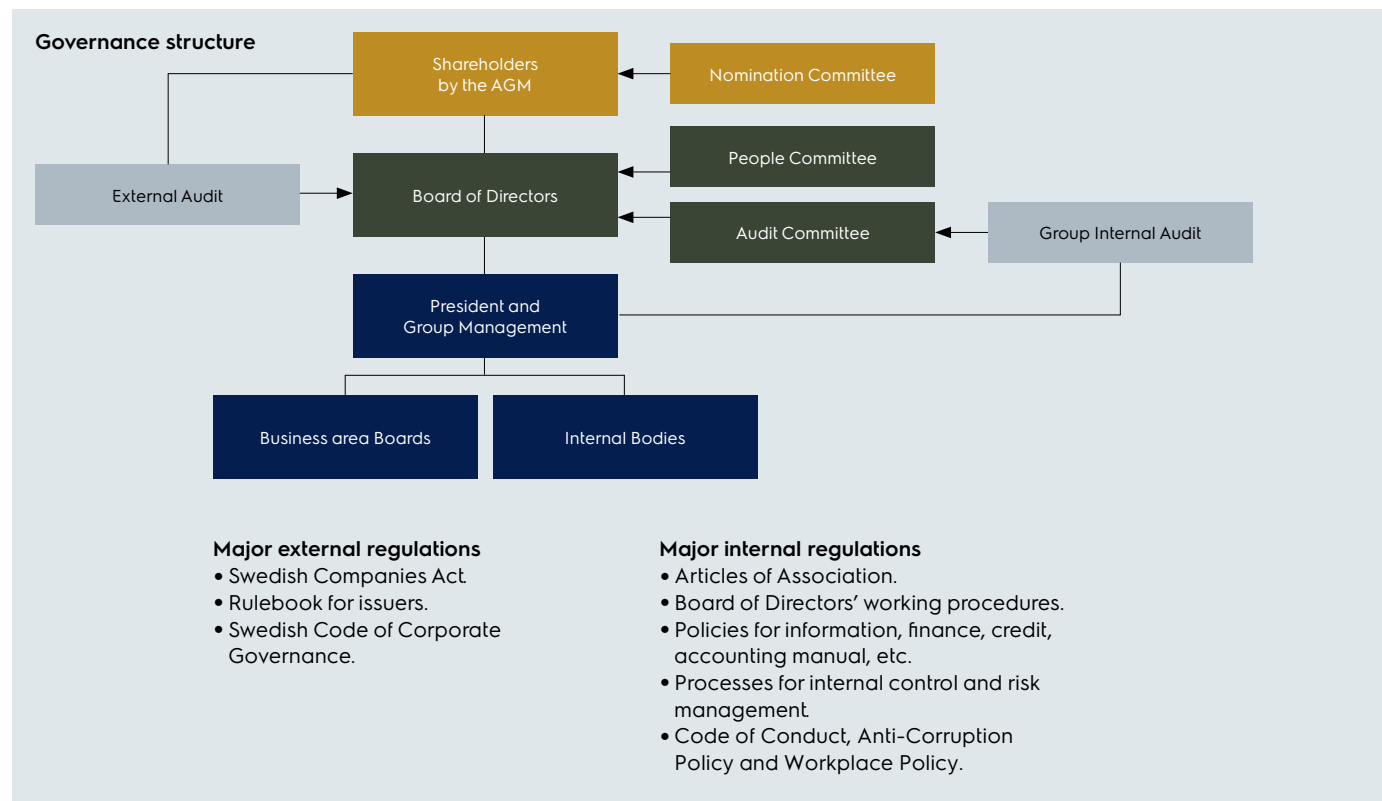 Governance structure
Shareholders
by the AGM
Nomination Committee
People Committee
External Audit
Board of Directors
Audit Committee
Group Internal Audit
President and
Group Management
Business area Boards
Internal Bodies
Major external regulations
• Swedish Companies Act.
• Rulebook for issuers.
• Swedish Code of Corporate
Governance.
Major internal regulations
• Articles of Association.
• Board of Directors’ working procedures.
• Policies for information, finance, credit,
accounting manual, etc.
• Processes for internal control and risk
management.
• Code of Conduct, Anti-Corruption
Policy and Workplace Policy.